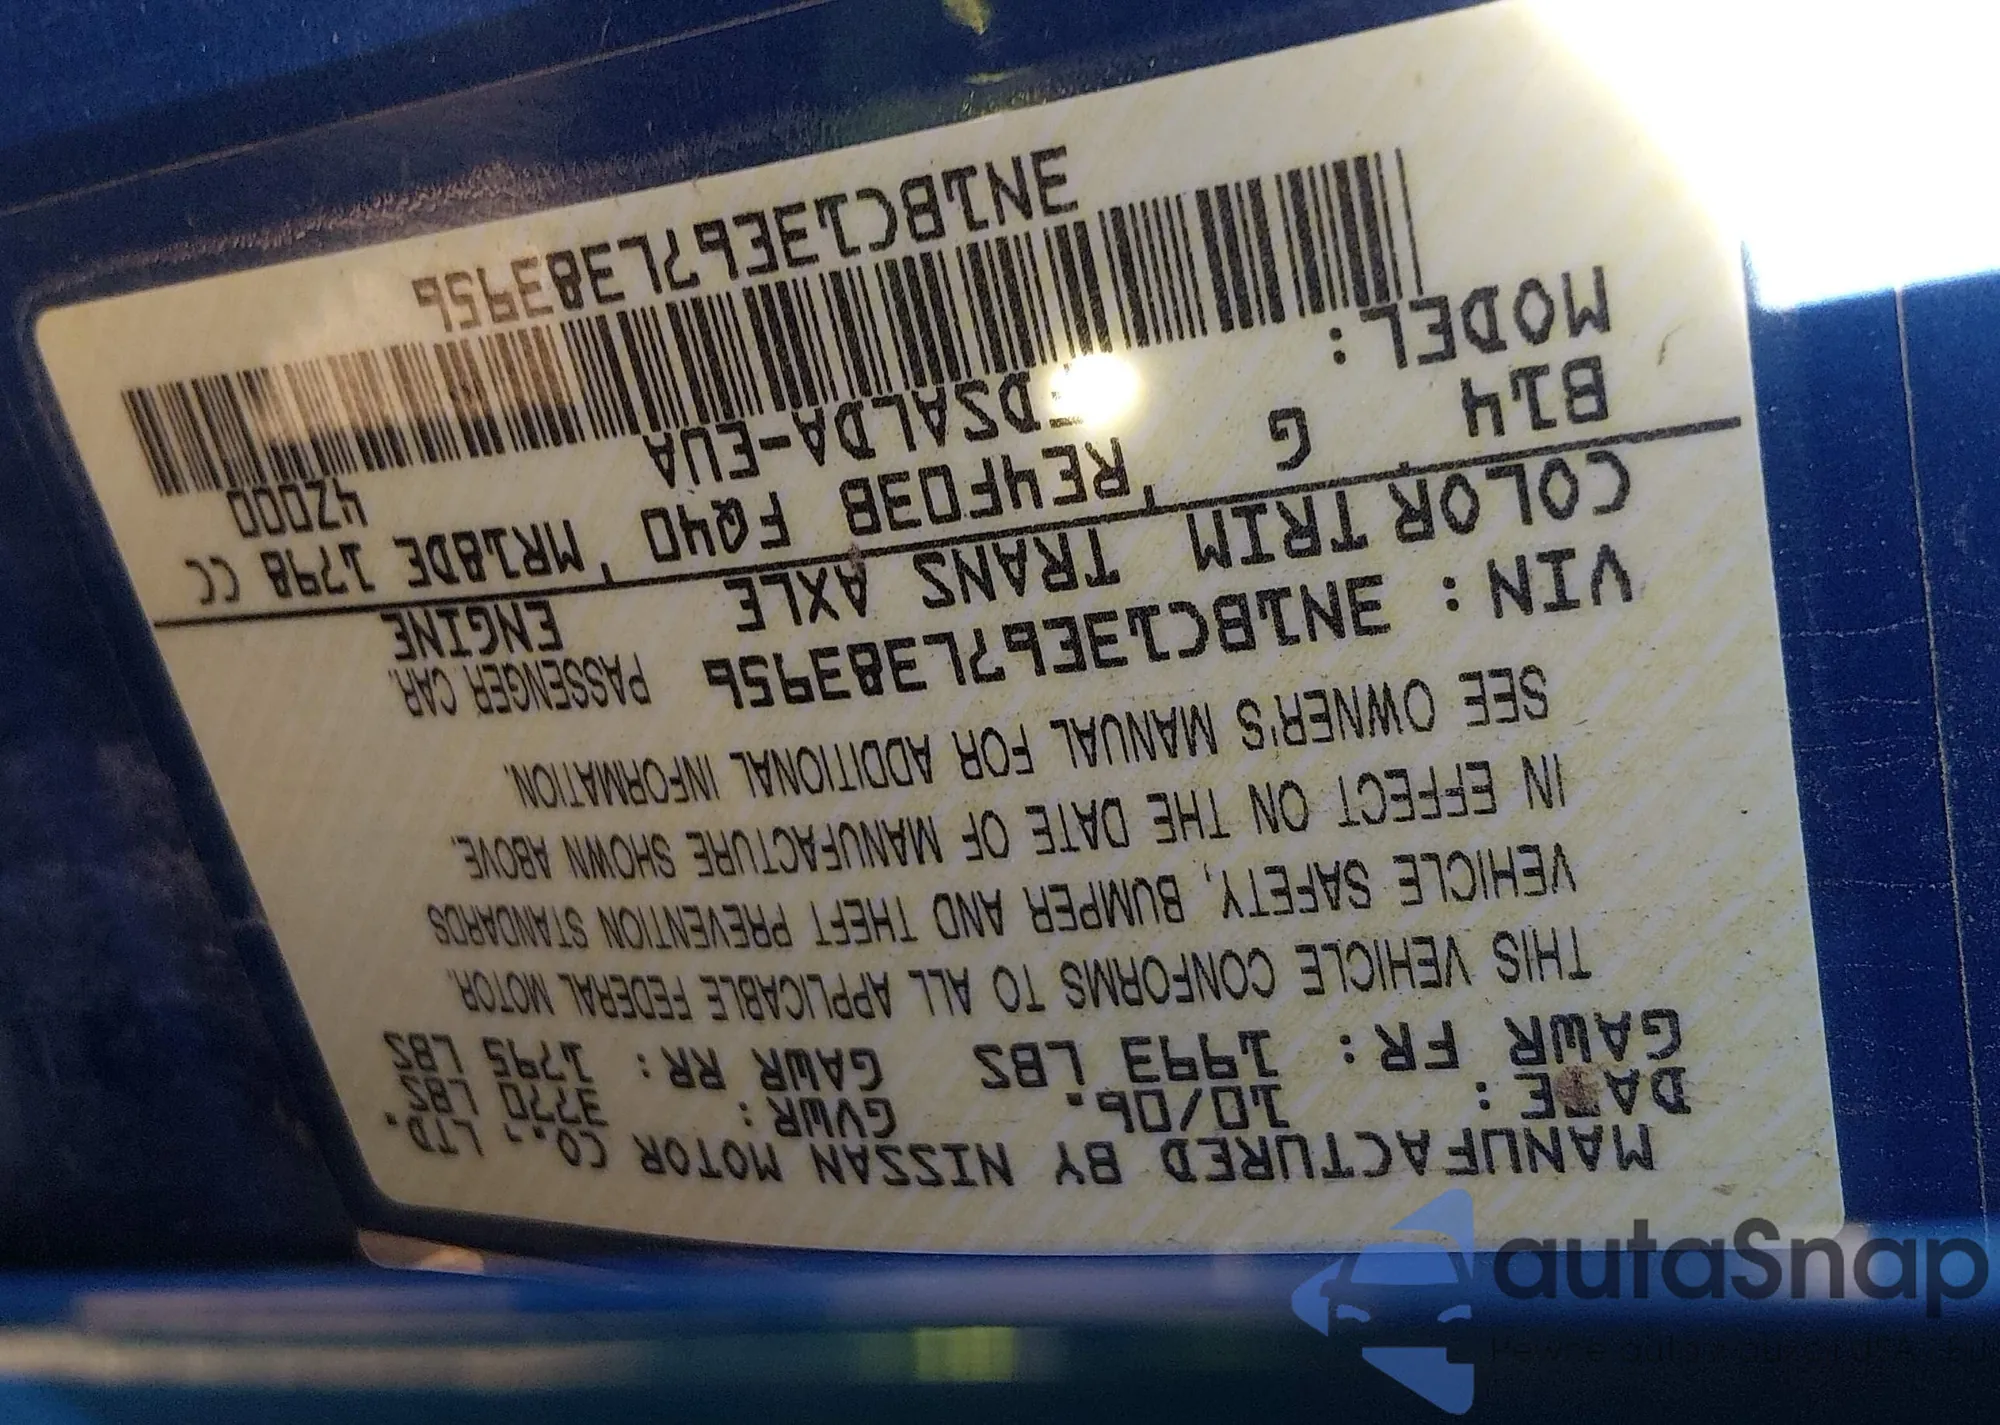 MANUFACTURED BY NISSAN MOTOR CO., LTD.
DATE: 10/06. GVWR: 3770 LBS
GAWR FR: 1993 LBS GAWR RR: 1795 LBS
THIS VEHICLE CONFORMS TO ALL APPLICABLE FEDERAL MOTOR.
VEHICLE SAFETY, BUMPER AND THEFT PREVENTION STANDARDS
IN EFFECT ON THE DATE OF MANUFACTURE SHOWN ABOVE.
SEE OWNER'S MANUAL FOR ADDITIONAL INFORMATION.
VIN: 3N1BC13E67L383956 PASSENGER CAR.
COLOR TRIM TRANS AXLE ENGINE
B14 G RE4F03B FQ40 MR18DE 1798 CC
MODEL: 4Z000
3N1BC13E67L383956
autaSnap